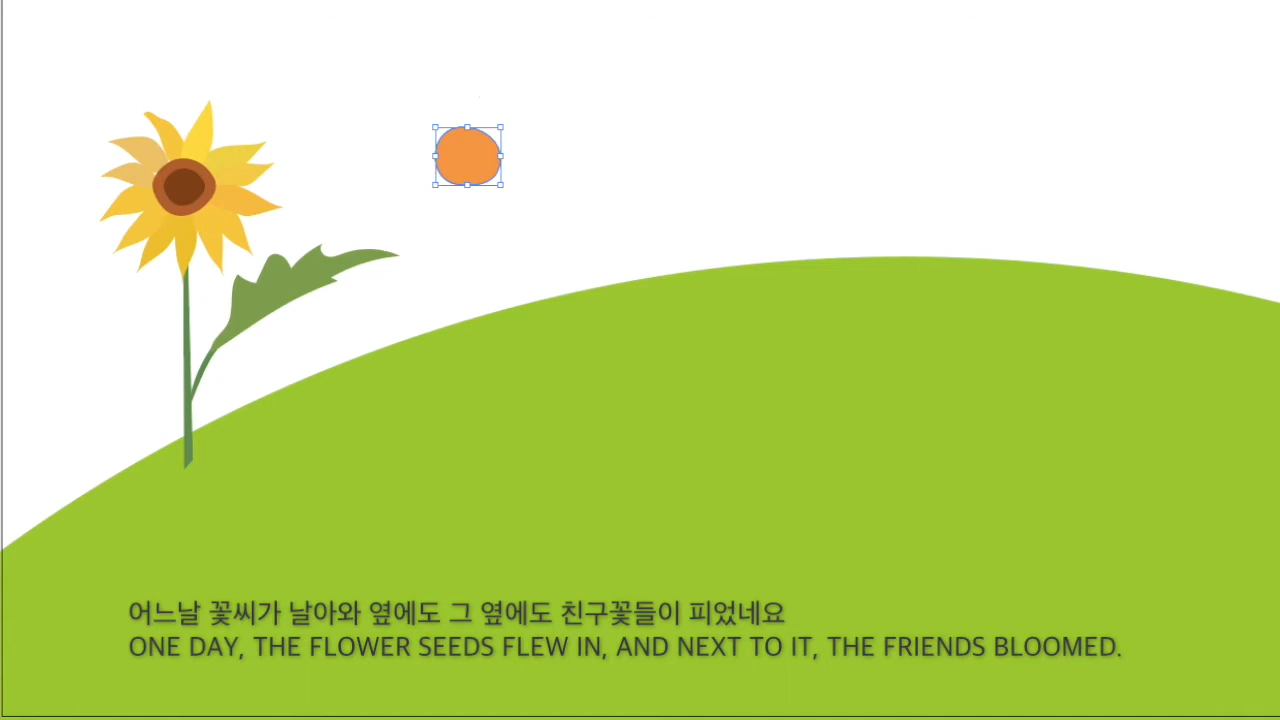 어느날 꽃씨가 날아와 옆에도 그 옆에도 친구꽃들이 피었네요
ONE DAY, THE FLOWER SEEDS FLEW IN, AND NEXT TO IT, THE FRIENDS BLOOMED.